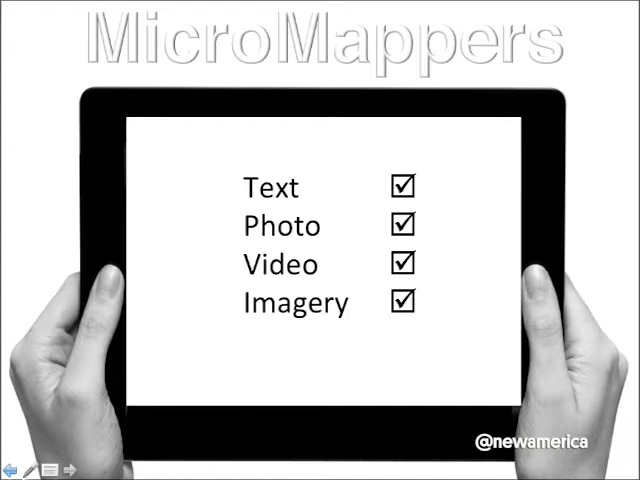 MicroMappers
Text ☑
Photo ☑
Video ☑
Imagery ☑
@newamerica